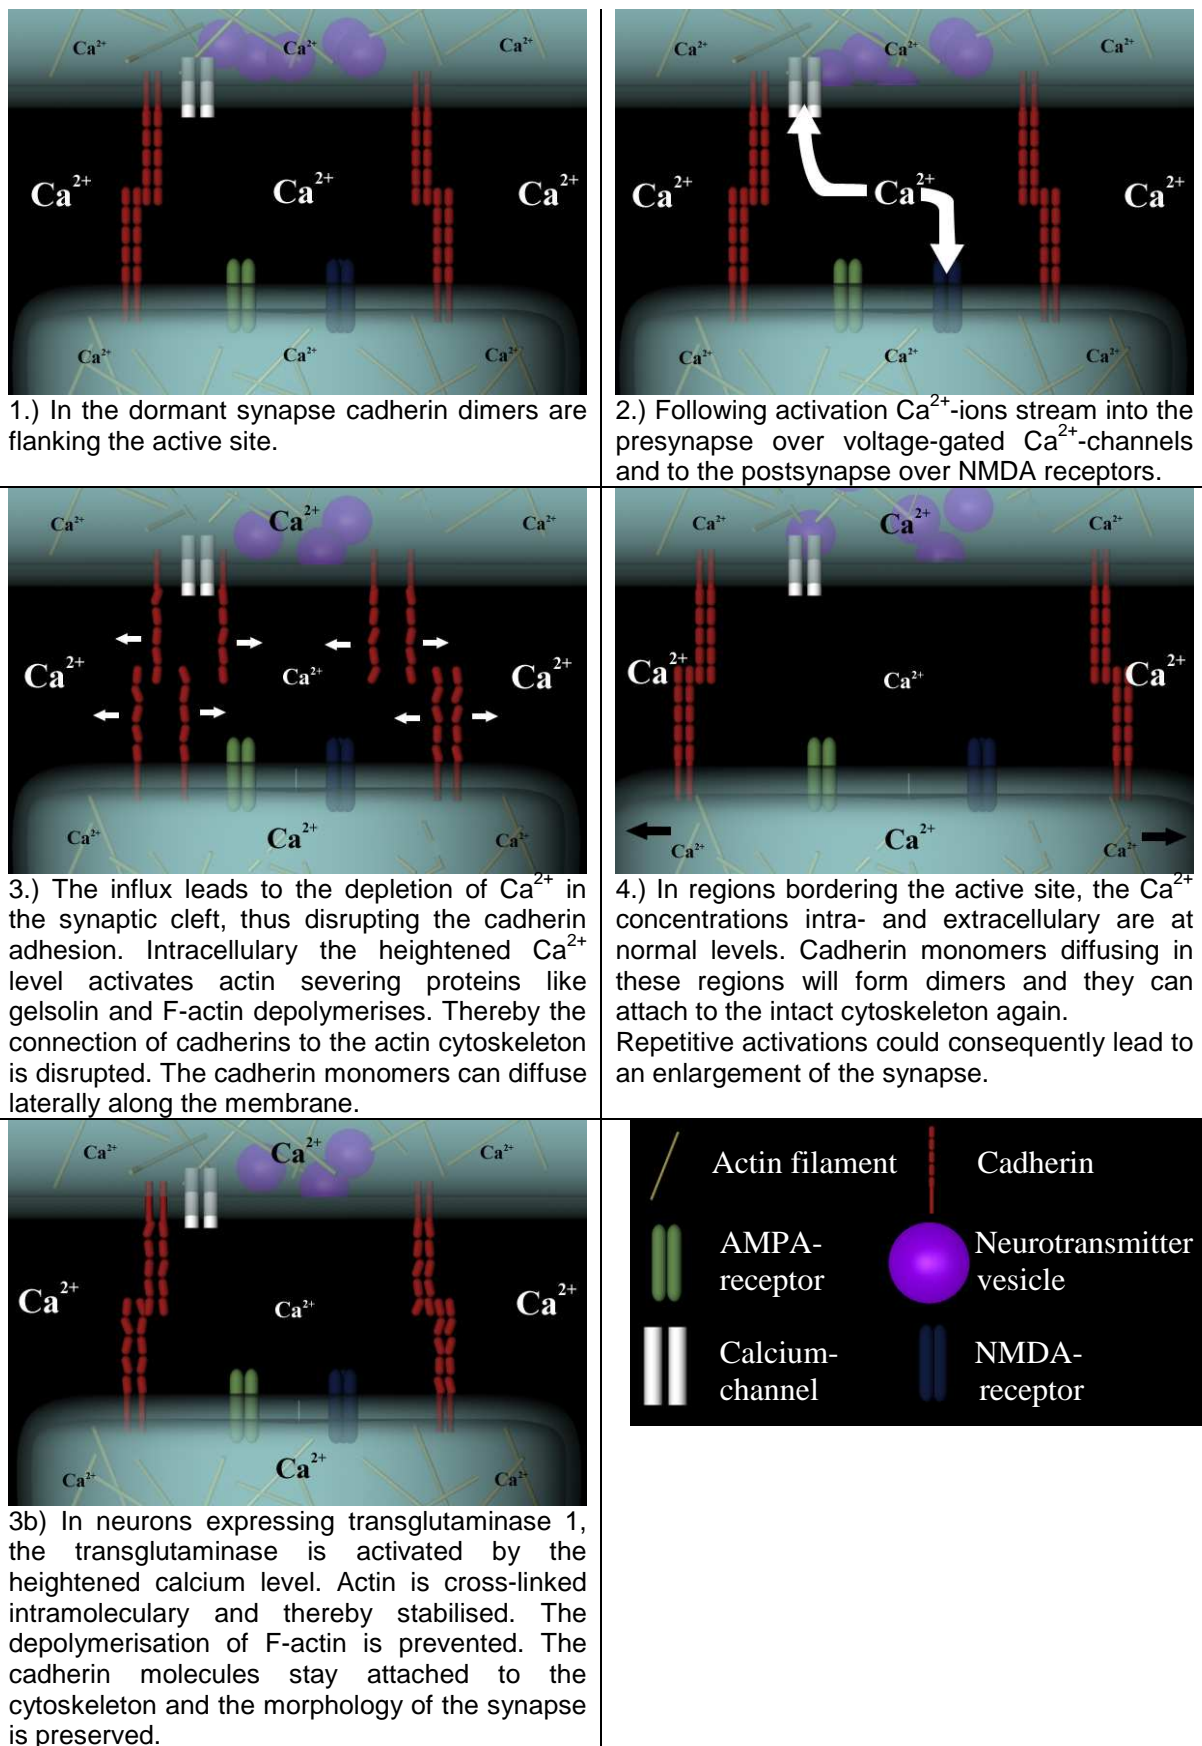 Ca²⁺ Ca²⁺ Ca²⁺
Ca²⁺ Ca²⁺ Ca²⁺
Ca²⁺ Ca²⁺ Ca²⁺
1.) In the dormant synapse cadherin dimers are
flanking the active site.
Ca²⁺ Ca²⁺ Ca²⁺
Ca²⁺ Ca²⁺ Ca²⁺
Ca²⁺ Ca²⁺ Ca²⁺
2.) Following activation Ca²⁺-ions stream into the
presynapse over voltage-gated Ca²⁺-channels
and to the postsynapse over NMDA receptors.
Ca²⁺ Ca²⁺ Ca²⁺
Ca²⁺ Ca²⁺ Ca²⁺
Ca²⁺ Ca²⁺ Ca²⁺
3.) The influx leads to the depletion of Ca²⁺ in
the synaptic cleft, thus disrupting the cadherin
adhesion. Intracellulary the heightened Ca²⁺
level activates actin severing proteins like
gelsolin and F-actin depolymerises. Thereby the
connection of cadherins to the actin cytoskeleton
is disrupted. The cadherin monomers can diffuse
laterally along the membrane.
Ca²⁺ Ca²⁺ Ca²⁺
Ca²⁺ Ca²⁺ Ca²⁺
Ca²⁺ Ca²⁺ Ca²⁺
4.) In regions bordering the active site, the Ca²⁺
concentrations intra- and extracellulary are at
normal levels. Cadherin monomers diffusing in
these regions will form dimers and they can
attach to the intact cytoskeleton again.
Repetitive activations could consequently lead to
an enlargement of the synapse.
Ca²⁺ Ca²⁺ Ca²⁺
Ca²⁺ Ca²⁺ Ca²⁺
Ca²⁺ Ca²⁺ Ca²⁺
3b) In neurons expressing transglutaminase 1,
the transglutaminase is activated by the
heightened calcium level. Actin is cross-linked
intramoleculary and thereby stabilised. The
depolymerisation of F-actin is prevented. The
cadherin molecules stay attached to the
cytoskeleton and the morphology of the synapse
is preserved.
Actin filament
Cadherin
AMPA-
receptor
Neurotransmitter
vesicle
Calcium-
channel
NMDA-
receptor